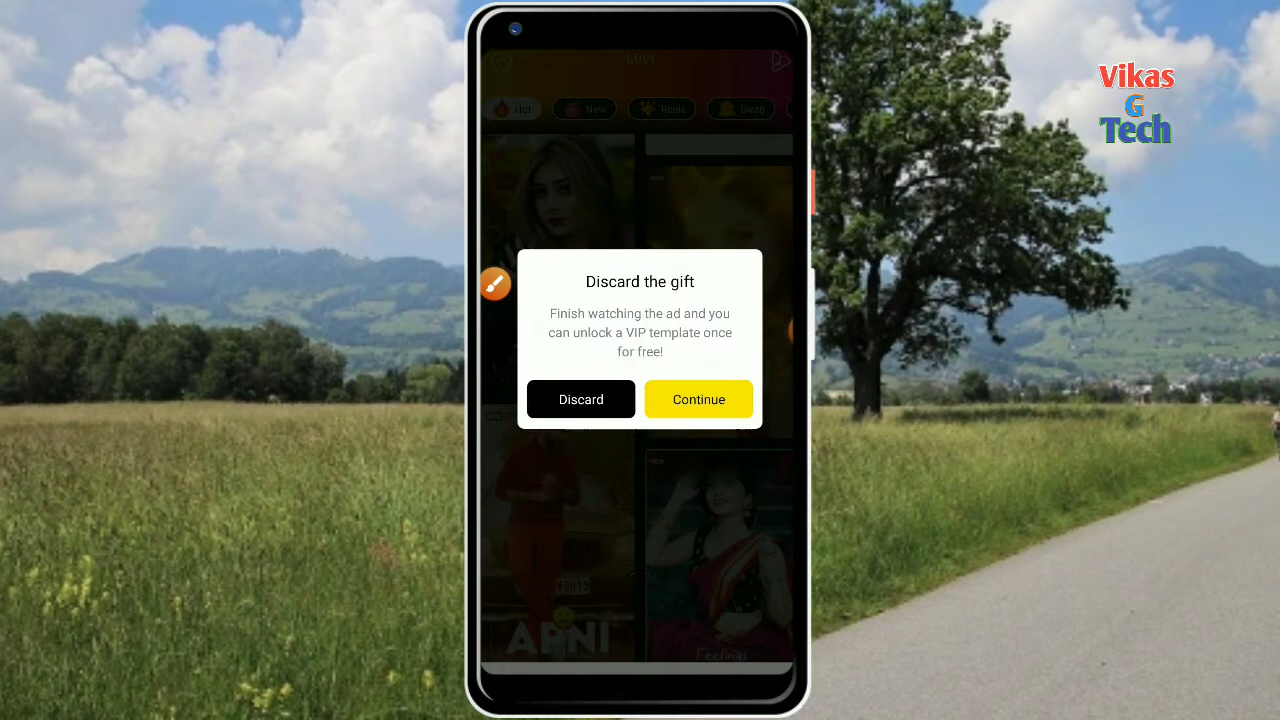 MIVI
Hot
New
Reels
Swag
Discard the gift
Finish watching the ad and you
can unlock a VIP template once
for free!
Discard
Continue
APNI
Feelings
Vikas
G
Tech